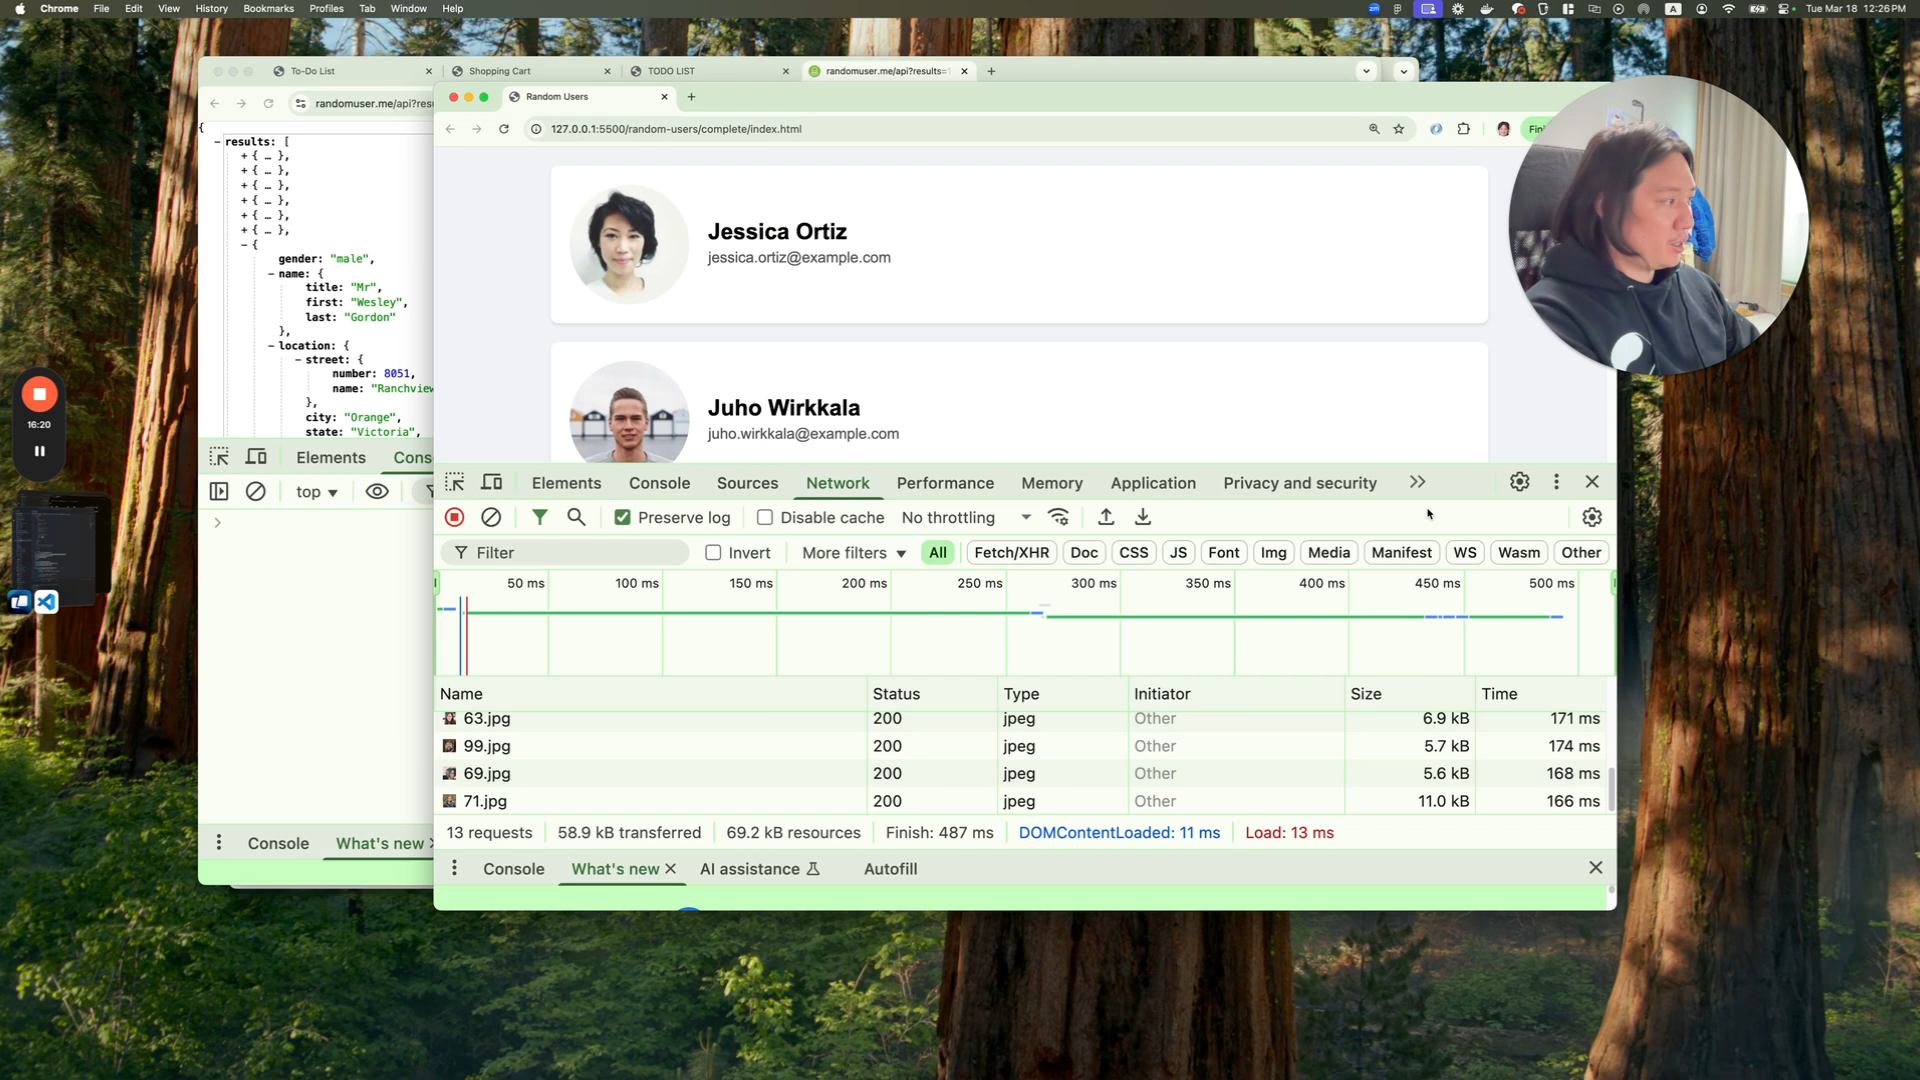 Chrome File Edit View History Bookmarks Profiles Tab Window Help
A Tue Mar 18 12:26PM
To-Do List
Shopping Cart
TODO LIST
randomuser.me/api?results=
randomuser.me/api?resu
Random Users
127.0.0.1:5500/random-users/complete/index.html
Fini
{
– results: [
+ { … },
+ { … },
+ { … },
+ { … },
+ { … },
+ { … },
– {
gender: "male",
– name: {
title: "Mr",
first: "Wesley",
last: "Gordon"
},
– location: {
– street: {
number: 8051,
name: "Ranchview
},
city: "Orange",
state: "Victoria",
Elements Cons
top
Console What's new
16:20
Jessica Ortiz
jessica.ortiz@example.com
Juho Wirkkala
juho.wirkkala@example.com
Elements Console Sources Network Performance Memory Application Privacy and security
Preserve log Disable cache No throttling
Filter Invert More filters All Fetch/XHR Doc CSS JS Font Img Media Manifest WS Wasm Other
50 ms 100 ms 150 ms 200 ms 250 ms 300 ms 350 ms 400 ms 450 ms 500 ms
Name Status Type Initiator Size Time
63.jpg 200 jpeg Other 6.9 kB 171 ms
99.jpg 200 jpeg Other 5.7 kB 174 ms
69.jpg 200 jpeg Other 5.6 kB 168 ms
71.jpg 200 jpeg Other 11.0 kB 166 ms
13 requests 58.9 kB transferred 69.2 kB resources Finish: 487 ms DOMContentLoaded: 11 ms Load: 13 ms
Console What's new AI assistance Autofill